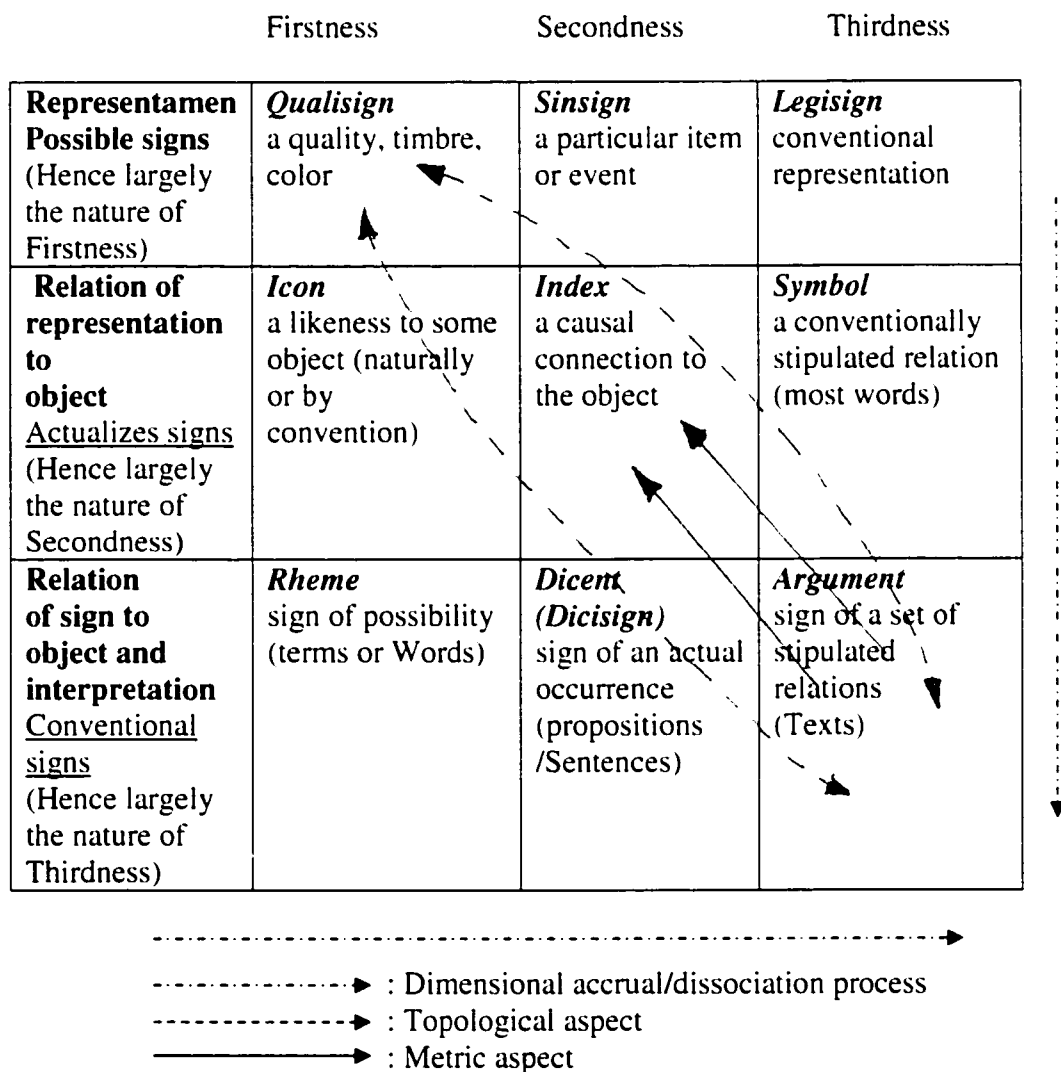 Firstness Secondness Thirdness
Representamen
Possible signs
(Hence largely
the nature of
Firstness)
Qualisign
a quality, timbre,
color
Sinsign
a particular item
or event
Legisign
conventional
representation
Relation of
representation
to
object
Actualizes signs
(Hence largely
the nature of
Secondness)
Icon
a likeness to some
object (naturally
or by
convention)
Index
a causal
connection to
the object
Symbol
a conventionally
stipulated relation
(most words)
Relation
of sign to
object and
interpretation
Conventional
signs
(Hence largely
the nature of
Thirdness)
Rheme
sign of possibility
(terms or Words)
Dicent
(Dicisign)
sign of an actual
occurrence
(propositions
/Sentences)
Argument
sign of a set of
stipulated
relations
(Texts)
: Dimensional accrual/dissociation process
: Topological aspect
: Metric aspect